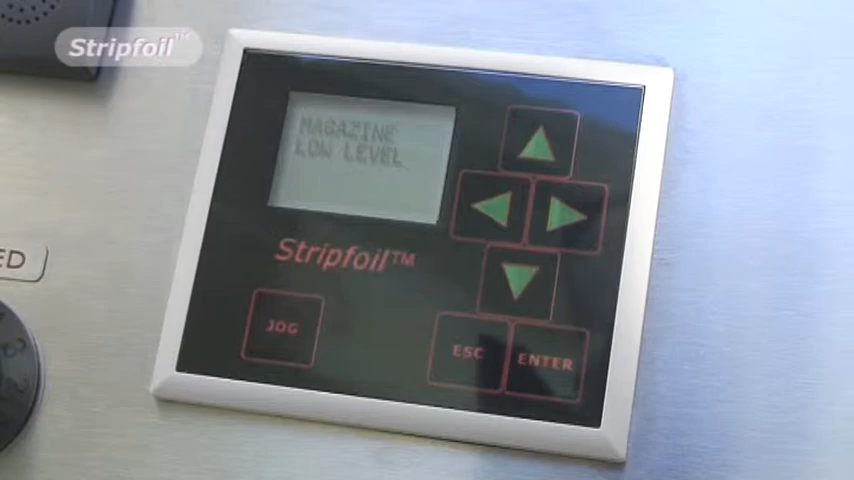 Stripfoil™
MAGAZINE
LOW LEVEL
Stripfoil™
ED
JOG
ESC
ENTER